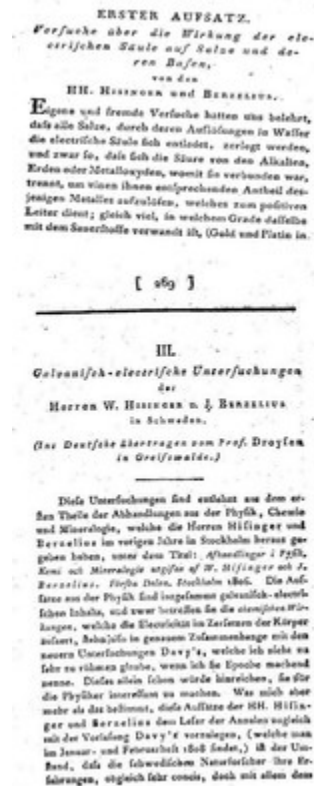 ERSTER AUFSATZ.
Versuche über die Wirkung der ele-
ctrischen Säule auf Salze und de-
ren Basen,
von den
HH. HISINGER und BERZELIUS.
Eigene und fremde Versuche hatten uns belehrt,
daſs alle Salze, durch deren Auflöſungen in Waſſer
die electriſche Säule ſich entladet, zerlegt werden,
und zwar ſo, daſs ſich die Säure von den Alkalien,
Erden oder Metalloxyden, womit ſie verbunden war,
trennt, um einen ihnen entſprechenden Antheil des-
jenigen Metalles aufzulöſen, welches zum poſitiven
Leiter dient; gleich viel, in welchem Grade daſſelbe
mit dem Sauerſtoffe verwandt iſt, (Gold und Platin in
[ 269 ]
III.
Galvaniſch-electriſche Unterſuchungen
der
HERREN W. HISINGER u. J. BERZELIUS
in Schweden.
(Ins Deutſche übertragen vom Prof. Droyſen
in Greifswalde.)
Dieſe Unterſuchungen ſind entlehnt aus dem er-
ſten Theile der Abhandlungen aus der Phyſik, Chemie
und Mineralogie, welche die Herren Hiſinger und
Berzelius im vorigen Jahre in Stockholm heraus ge-
geben haben, unter dem Titel: Afhandlingar i Fyſik,
Kemi och Mineralogie utgifne af W. Hiſinger och J.
Berzelius. Förſta Delen. Stockholm 1806. Die Auf-
ſätze aus der Phyſik ſind insgeſammt galvaniſch-electri-
ſchen Inhalts, und zwar betreffen ſie die chemiſchen Wir-
kungen, welche die Electricität im Zerſetzen der Körper
äuſsert, in genauem Zuſammenhange mit den
neuern Unterſuchungen Davy's, welche ich nicht zu
ſehr zu rühmen glaube, wenn ich ſie Epoche machend
nenne. Dieſes allein ſchon würde hinreichen, ſie für
die Phyſiker intereſſant zu machen. Was mich aber
mehr als das beſtimmt, dieſe Aufſätze der HH. Hiſin-
ger und Berzelius dem Leſer der Annalen zugleich
mit der Vorleſung Davy's vorzulegen, (welche man
im Januar- und Februarheft 1808 findet,) iſt der Um-
ſtand, daſs die ſchwediſchen Naturforſcher ihre Er-
fahrungen, obgleich ſehr concis, doch mit allem dem